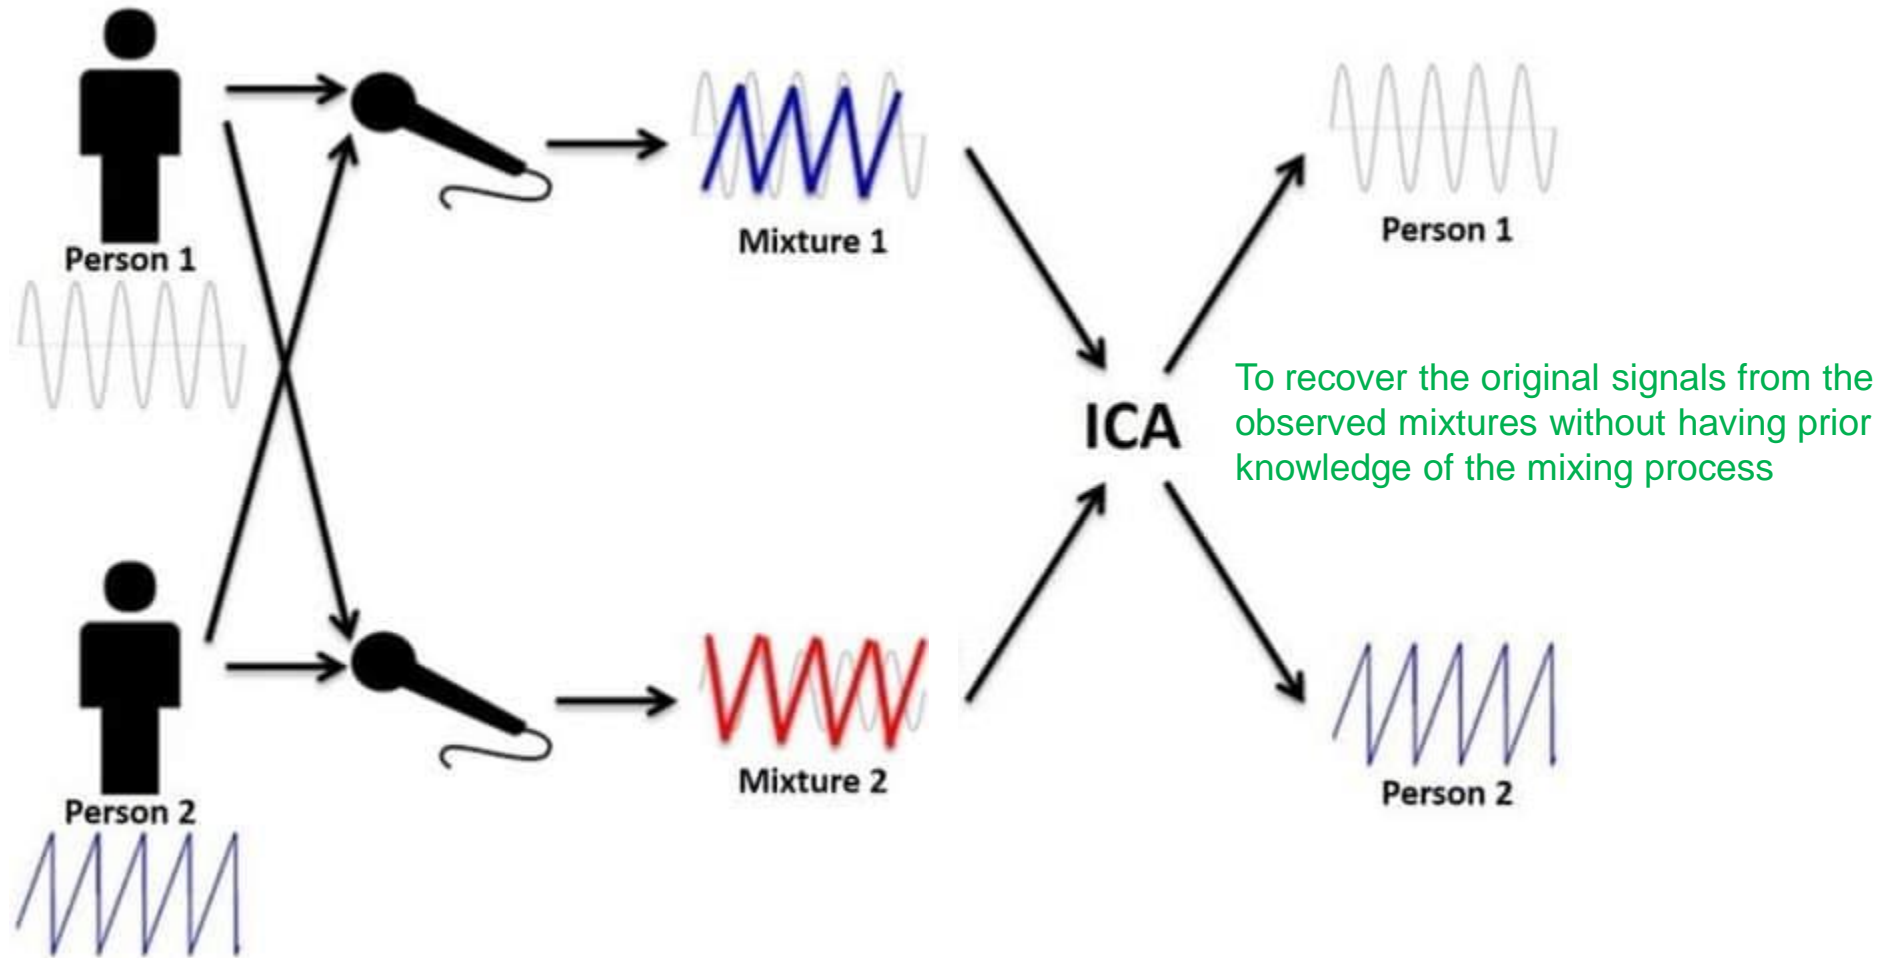 Person 1
Mixture 1
Person 1
ICA
To recover the original signals from the
observed mixtures without having prior
knowledge of the mixing process
Person 2
Mixture 2
Person 2